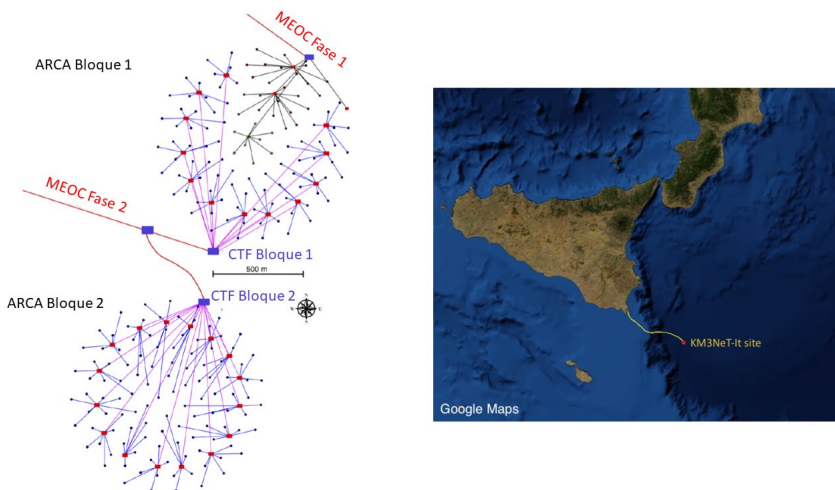 MEOC Fase 1
ARCA Bloque 1
MEOC Fase 2
CTF Bloque 1
500 m
CTF Bloque 2
ARCA Bloque 2
KM3NeT-It site
Google Maps